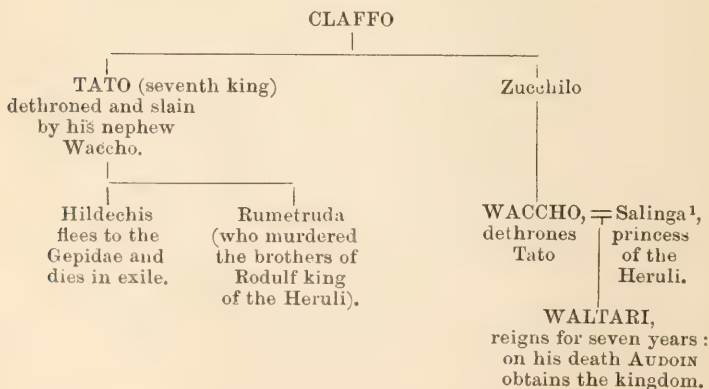 CLAFFO
TATO (seventh king)
dethroned and slain
by his nephew
Waccho.
Zucchilo
Hildechis
flees to the
Gepidae and
dies in exile.
Rumetruda
(who murdered
the brothers of
Rodulf king
of the Heruli).
WACCHO,
dethrones
Tato
Salinga¹,
princess
of the
Heruli.
WALTARI,
reigns for seven years :
on his death AUDOIN
obtains the kingdom.